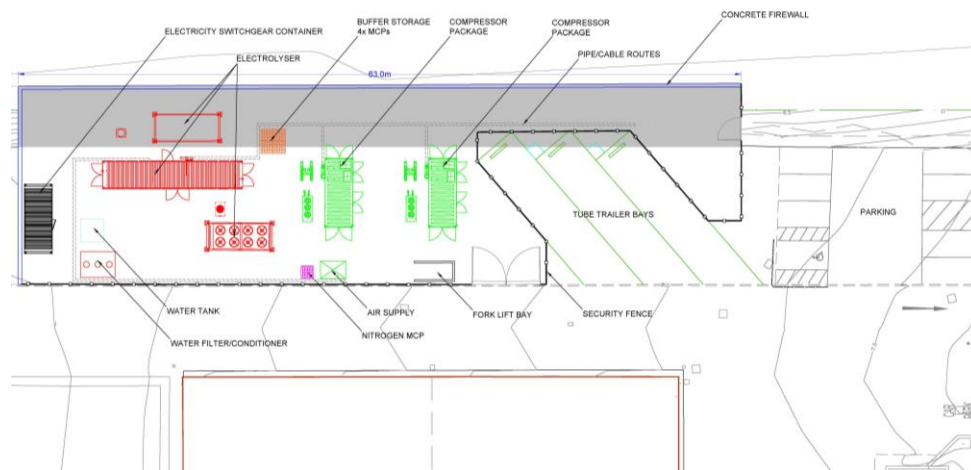 CONCRETE FIREWALL
BUFFER STORAGE
4x MCPs
COMPRESSOR
PACKAGE
COMPRESSOR
PACKAGE
ELECTRICITY SWITCHGEAR CONTAINER
PIPE/CABLE ROUTES
ELECTROLYSER
63.0m
TUBE TRAILER BAYS
PARKING
WATER TANK
AIR SUPPLY
FORK LIFT BAY
SECURITY FENCE
NITROGEN MCP
WATER FILTER/CONDITIONER